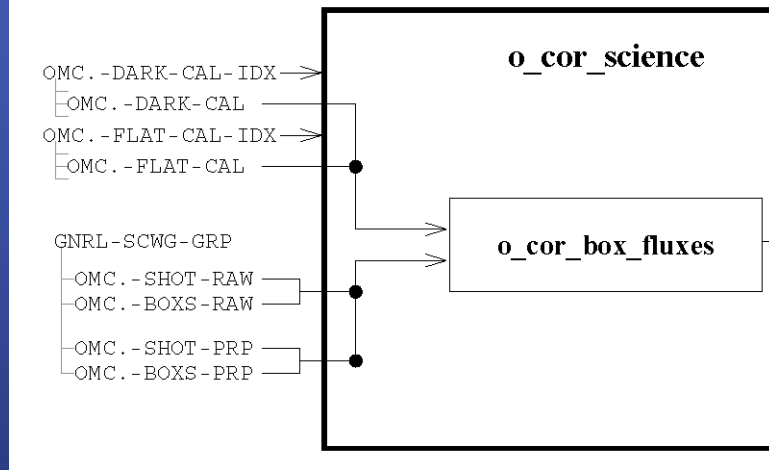 o_cor_science
OMC.-DARK-CAL-IDX
OMC.-DARK-CAL
OMC.-FLAT-CAL-IDX
OMC.-FLAT-CAL
GNRL-SCWG-GRP
OMC.-SHOT-RAW
OMC.-BOXS-RAW
OMC.-SHOT-PRP
OMC.-BOXS-PRP
o_cor_box_fluxes